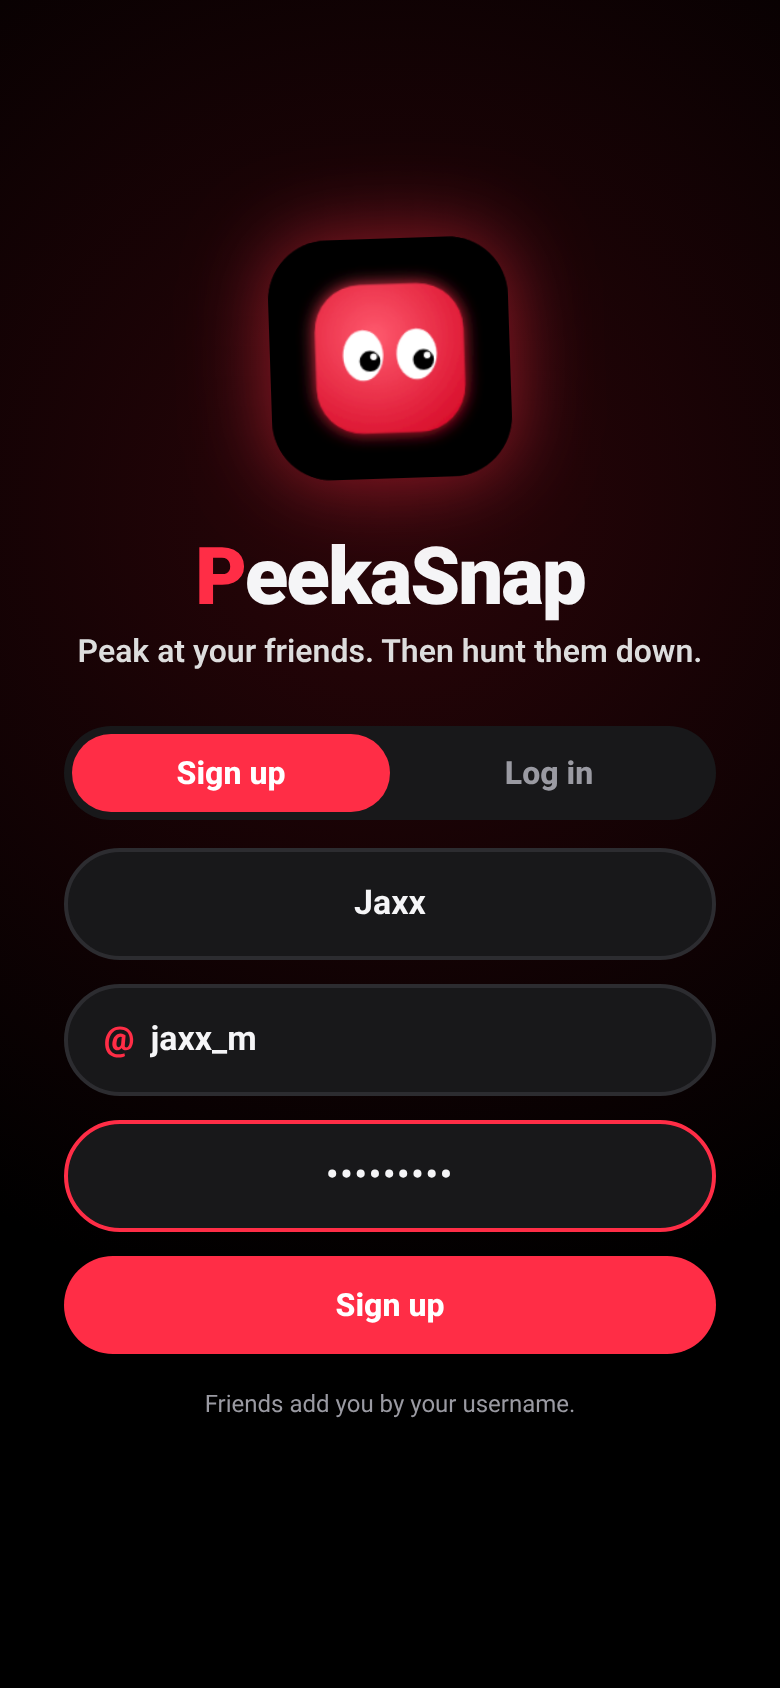 PeekaSnap
Peak at your friends. Then hunt them down.
Sign up
Log in
Jaxx
@ jaxx_m
•••••••••
Sign up
Friends add you by your username.